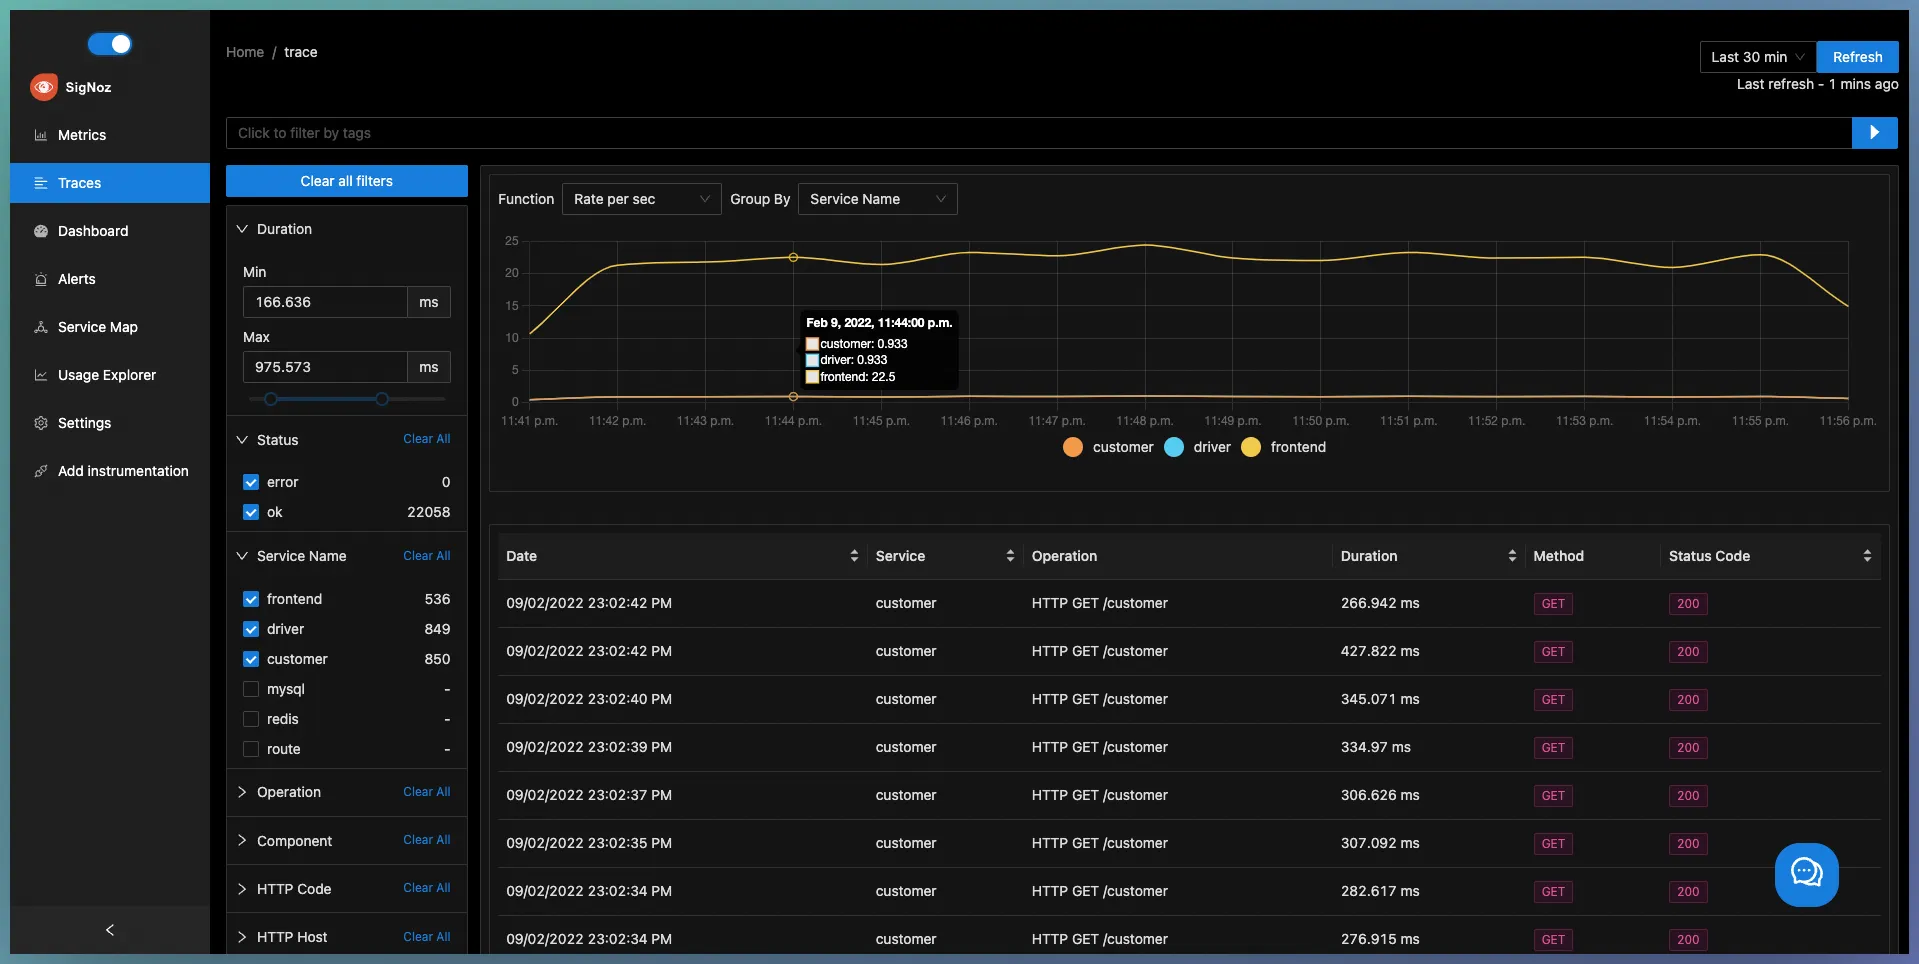 SigNoz
Metrics
Traces
Dashboard
Alerts
Service Map
Usage Explorer
Settings
Add instrumentation
Home / trace
Last 30 min
Refresh
Last refresh - 1 mins ago
Click to filter by tags
Clear all filters
Duration
Min
166.636 ms
Max
975.573 ms
Status Clear All
error 0
ok 22058
Service Name Clear All
frontend 536
driver 849
customer 850
mysql -
redis -
route -
Operation Clear All
Component Clear All
HTTP Code Clear All
HTTP Host Clear All
Function Rate per sec Group By Service Name
25
20
15
10
5
0
Feb 9, 2022, 11:44:00 p.m.
customer: 0.933
driver: 0.933
frontend: 22.5
11:41 p.m. 11:42 p.m. 11:43 p.m. 11:44 p.m. 11:45 p.m. 11:46 p.m. 11:47 p.m. 11:48 p.m. 11:49 p.m. 11:50 p.m. 11:51 p.m. 11:52 p.m. 11:53 p.m. 11:54 p.m. 11:55 p.m. 11:56 p.m.
customer driver frontend
Date Service Operation Duration Method Status Code
09/02/2022 23:02:42 PM customer HTTP GET /customer 266.942 ms GET 200
09/02/2022 23:02:42 PM customer HTTP GET /customer 427.822 ms GET 200
09/02/2022 23:02:40 PM customer HTTP GET /customer 345.071 ms GET 200
09/02/2022 23:02:39 PM customer HTTP GET /customer 334.97 ms GET 200
09/02/2022 23:02:37 PM customer HTTP GET /customer 306.626 ms GET 200
09/02/2022 23:02:35 PM customer HTTP GET /customer 307.092 ms GET 200
09/02/2022 23:02:34 PM customer HTTP GET /customer 282.617 ms GET 200
09/02/2022 23:02:34 PM customer HTTP GET /customer 276.915 ms GET 200